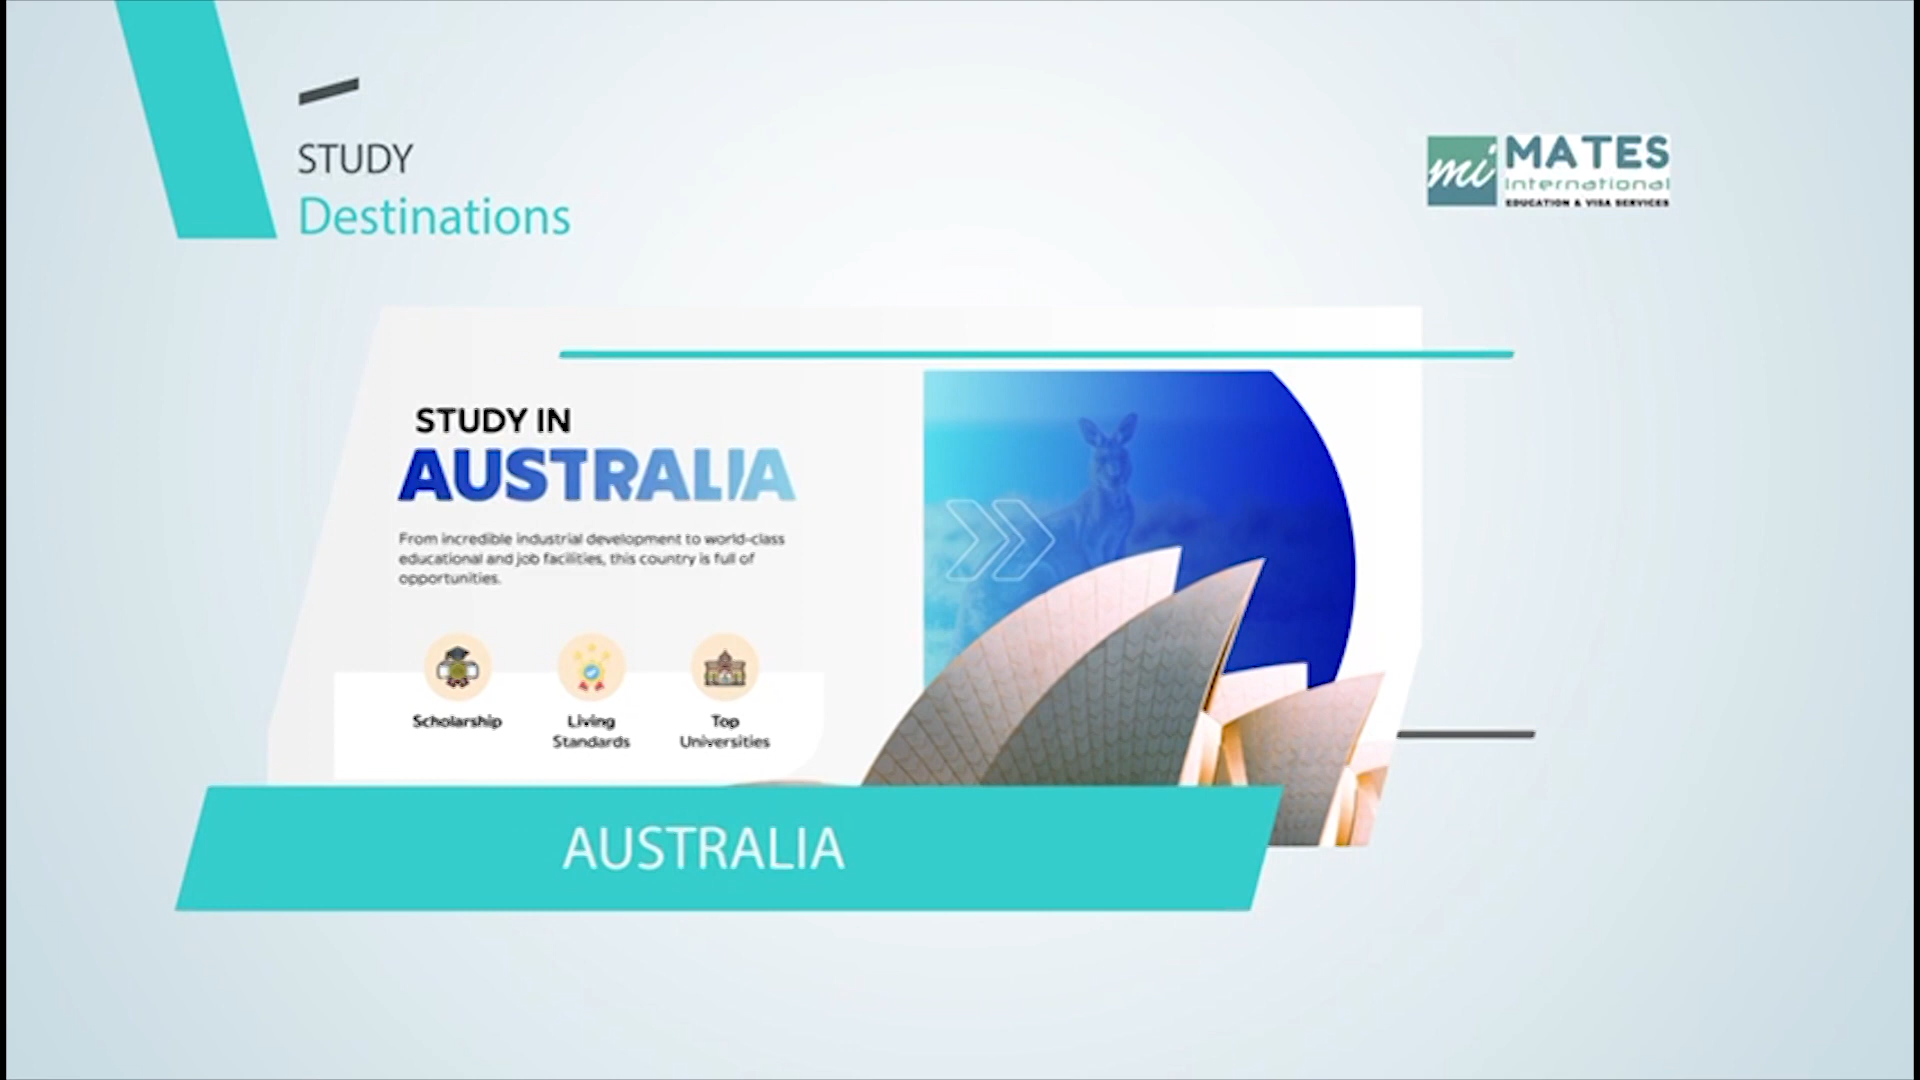 STUDY
Destinations
mi MATES
International
EDUCATION & VISA SERVICES
STUDY IN
AUSTRALIA
From incredible industrial development to world-class
educational and job facilities, this country is full of
opportunities.
Scholarship
Living
Standards
Top
Universities
AUSTRALIA